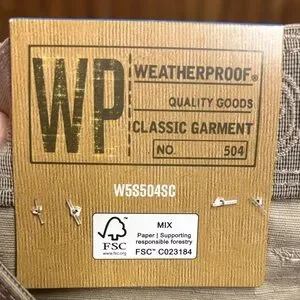 WP
WEATHERPROOF®
QUALITY GOODS
CLASSIC GARMENT
NO. 504
W5S504SC
FSC
www.fsc.org
MIX
Paper | Supporting
responsible forestry
FSC™ C023184